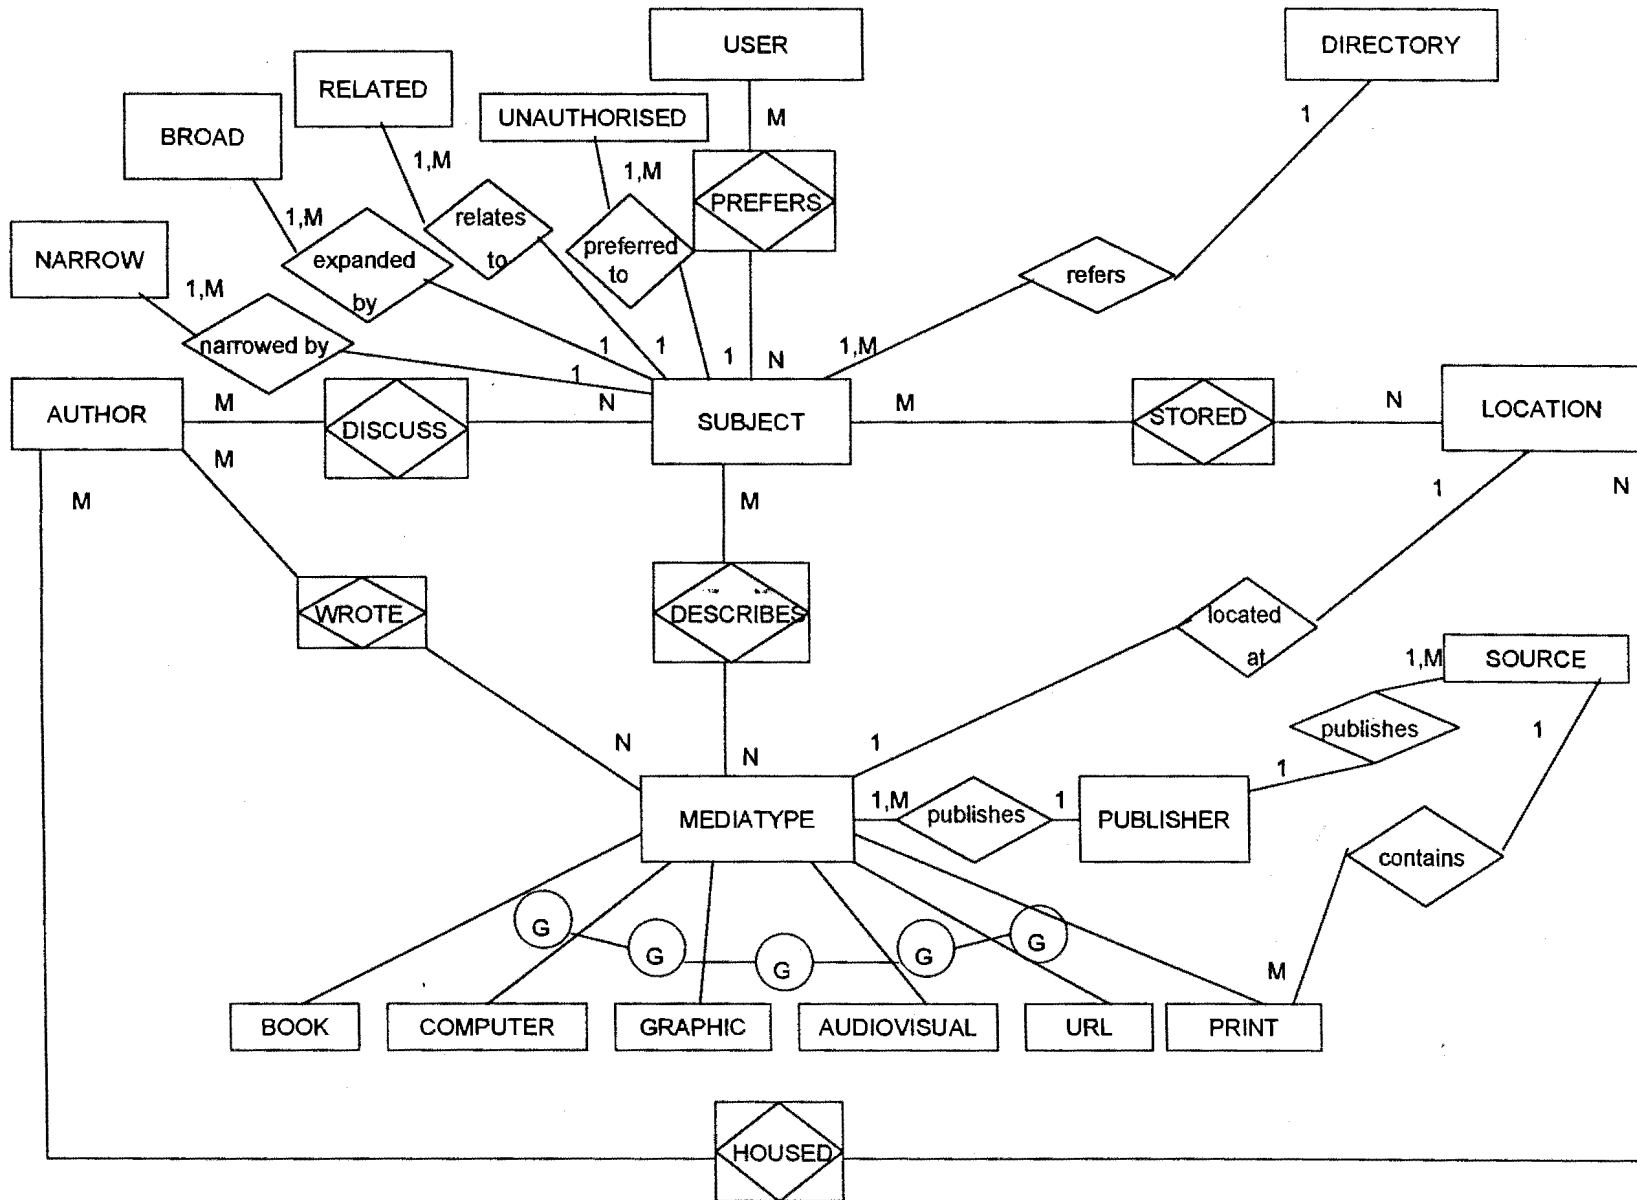 USER
DIRECTORY
RELATED
UNAUTHORISED
BROAD
M
1
1,M
1,M
PREFERS
NARROW
1,M
relates
to
preferred
to
expanded
by
refers
1,M
narrowed by
1
1
1
1
N
1,M
AUTHOR
M
DISCUSS
N
SUBJECT
M
STORED
N
LOCATION
M
M
M
1
N
WROTE
DESCRIBES
located
at
1,M
SOURCE
publishes
1
N
N
1
1
MEDIATYPE
1,M
publishes
1
PUBLISHER
contains
G
G
G
G
G
M
BOOK
COMPUTER
GRAPHIC
AUDIOVISUAL
URL
PRINT
HOUSED